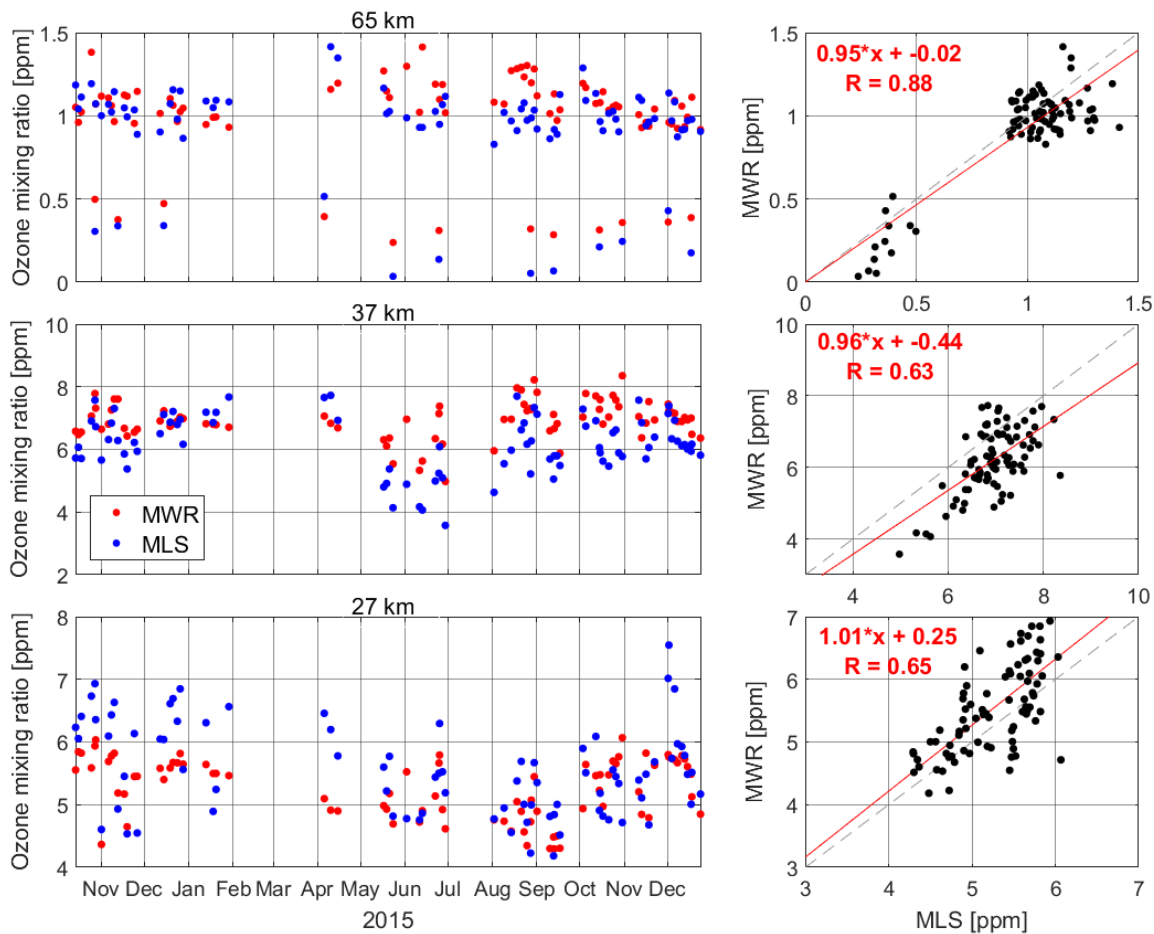 65 km
1.5
1
0.5
0
Ozone mixing ratio [ppm]
0.95*x + -0.02
R = 0.88
1.5
1
0.5
0
MWR [ppm]
0 0.5 1 1.5
37 km
10
8
6
4
2
Ozone mixing ratio [ppm]
MWR
MLS
0.96*x + -0.44
R = 0.63
10
8
6
4
MWR [ppm]
4 6 8 10
27 km
8
7
6
5
4
Ozone mixing ratio [ppm]
Nov Dec Jan Feb Mar Apr May Jun Jul Aug Sep Oct Nov Dec
2015
1.01*x + 0.25
R = 0.65
7
6
5
4
3
MWR [ppm]
3 4 5 6 7
MLS [ppm]